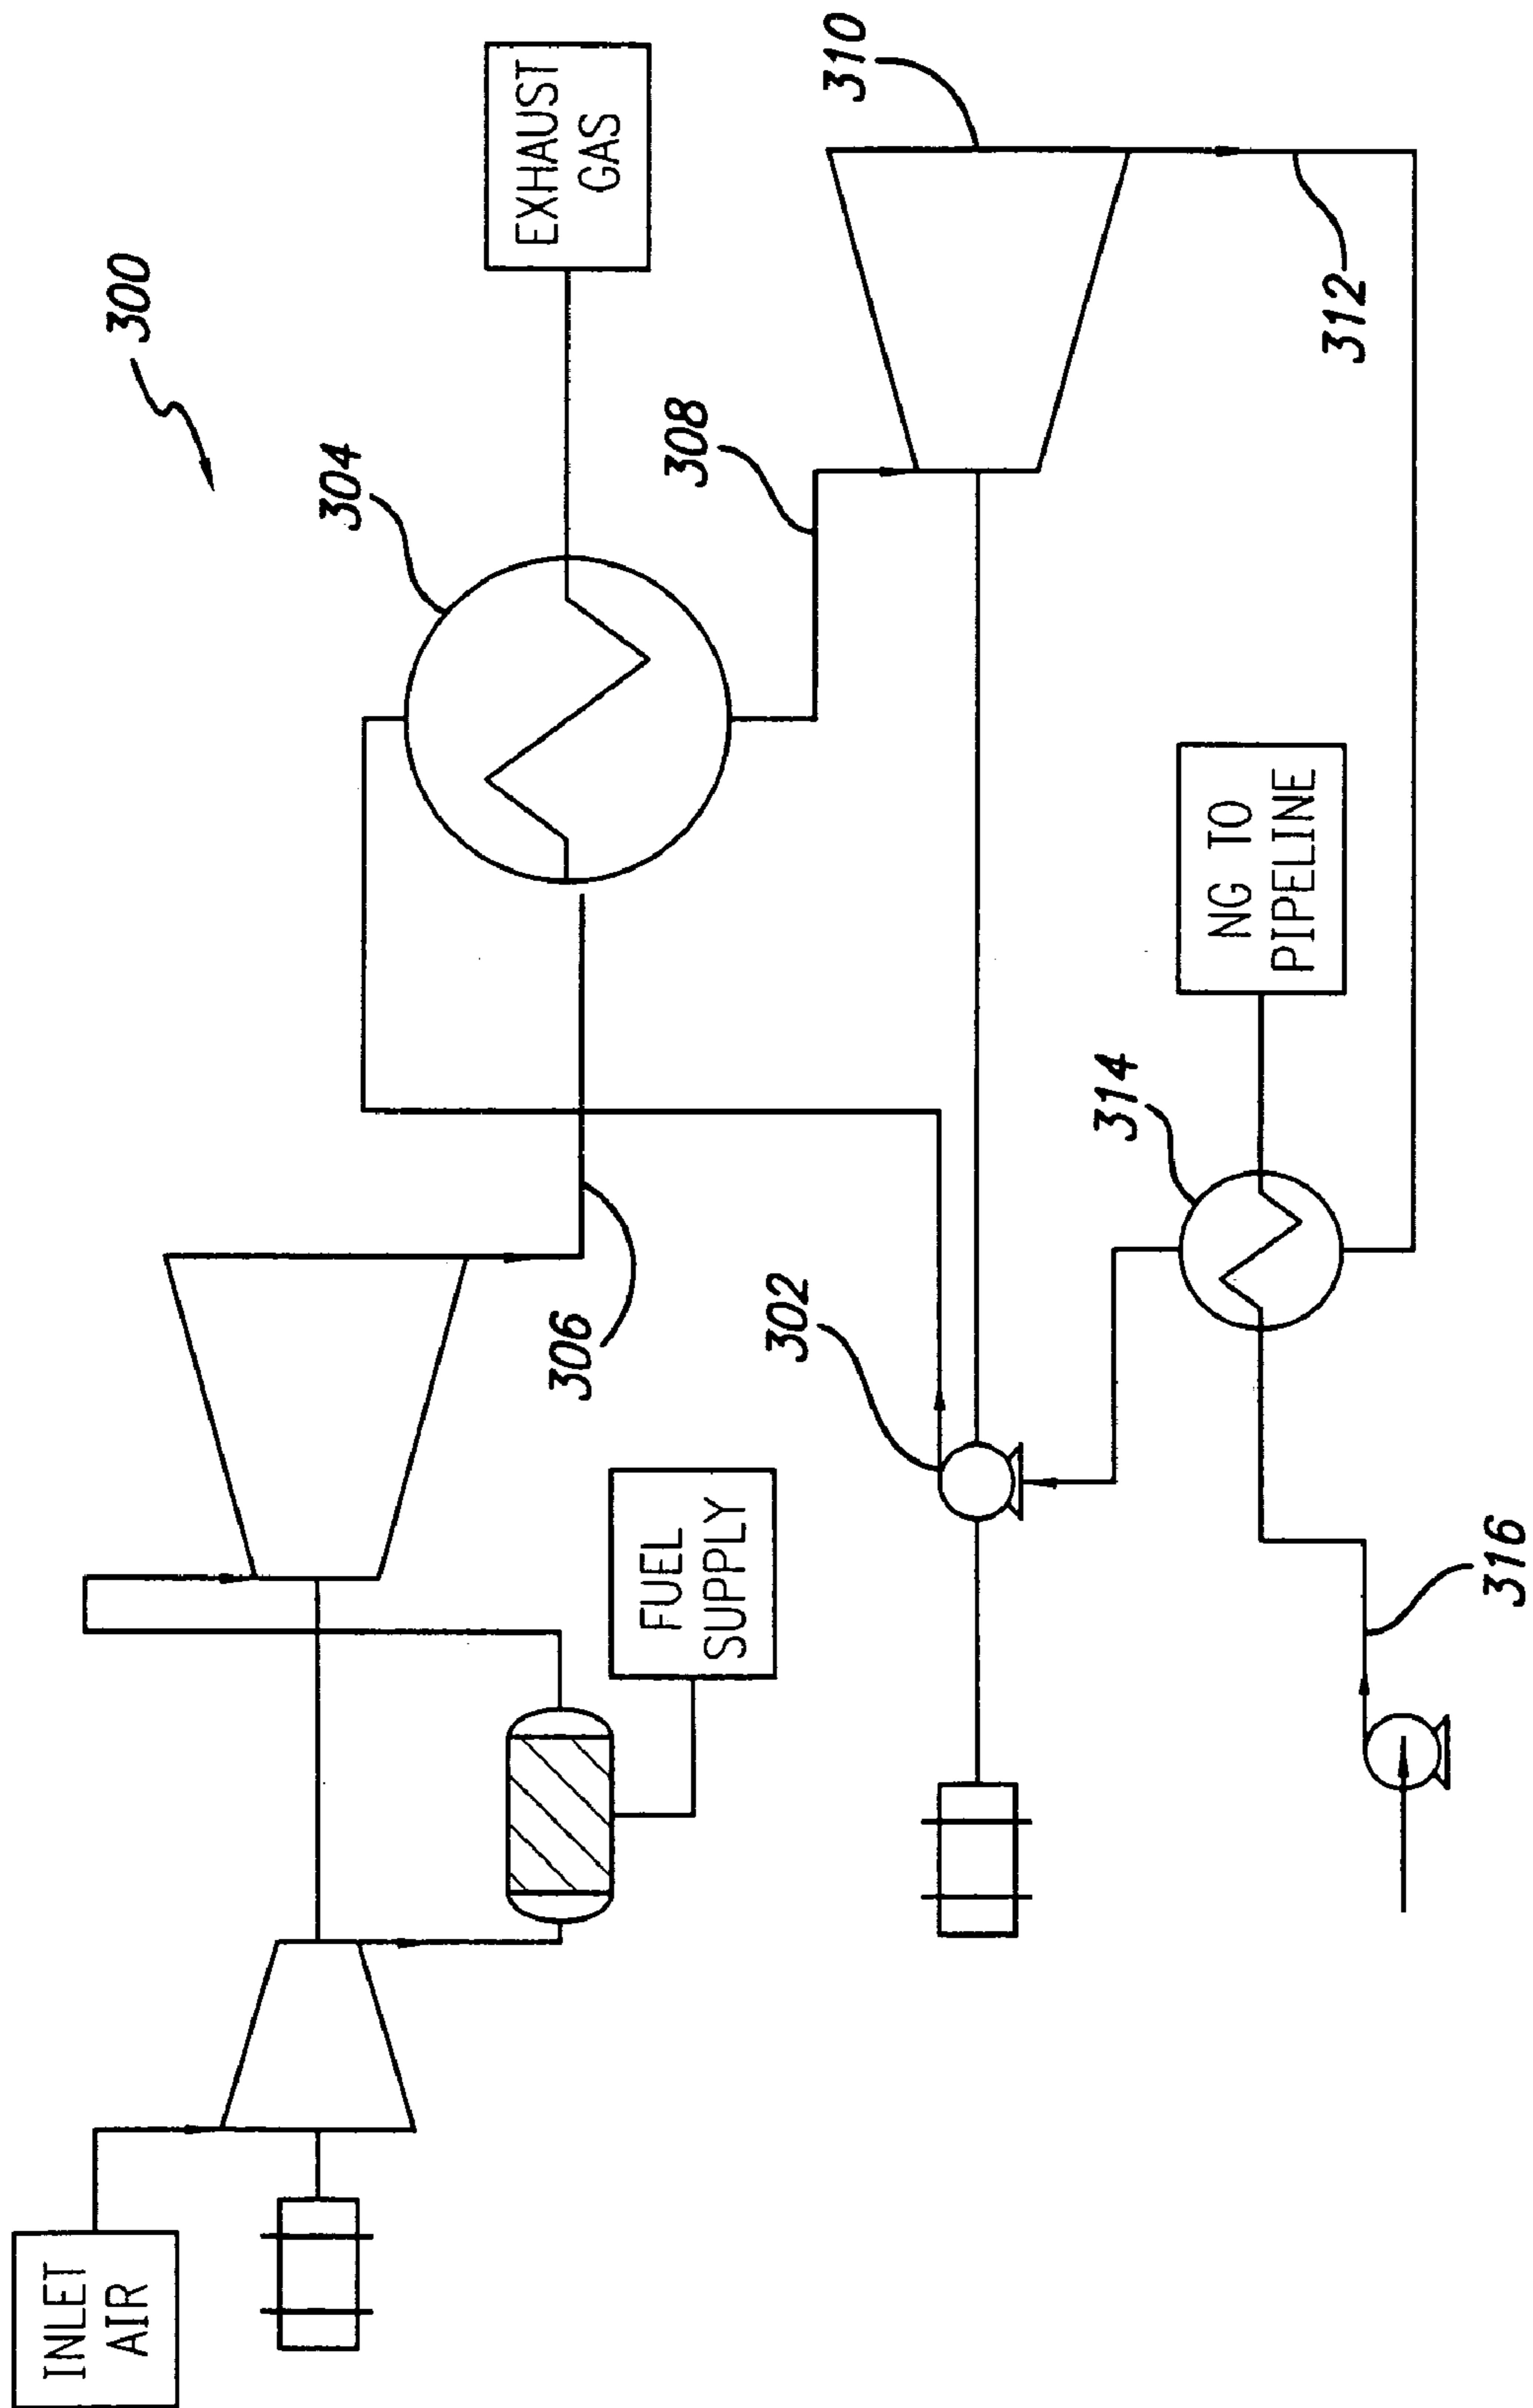 300
304
EXHAUST
GAS
308
310
306
312
302
314
NG TO
PIPELINE
FUEL
SUPPLY
316
INLET
AIR